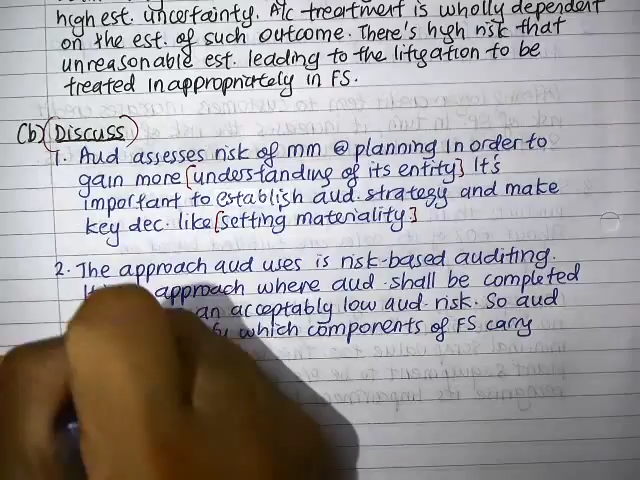 high est. uncertainty. A/c treatment is wholly dependent
on the est. of such outcome. There's high risk that
unreasonable est. leading to the litigation to be
treated inappropriately in FS.
(b) Discuss
1. Aud assesses risk of mm @ planning in order to
gain more [understanding of its entity] It's
important to establish aud. strategy and make
key dec. like [setting materiality]
2. The approach aud uses is risk-based auditing.
approach where aud. shall be completed
an acceptably low aud. risk. So aud
which components of FS carry